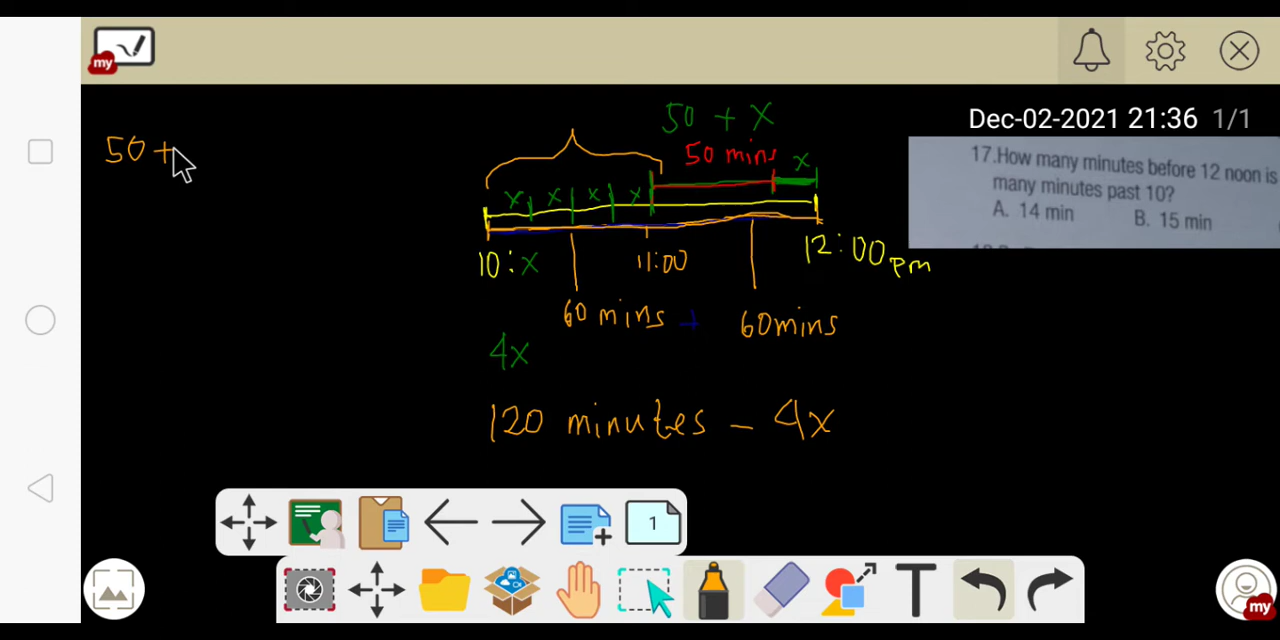 my
50 + X
Dec-02-2021 21:36 1/1
50 +
50 mins
x
17.How many minutes before 12 noon is
many minutes past 10?
A. 14 min B. 15 min
x x x x
10:x
11:00
12:00 pm
60 mins + 60mins
4x
120 minutes - 4x
1
my